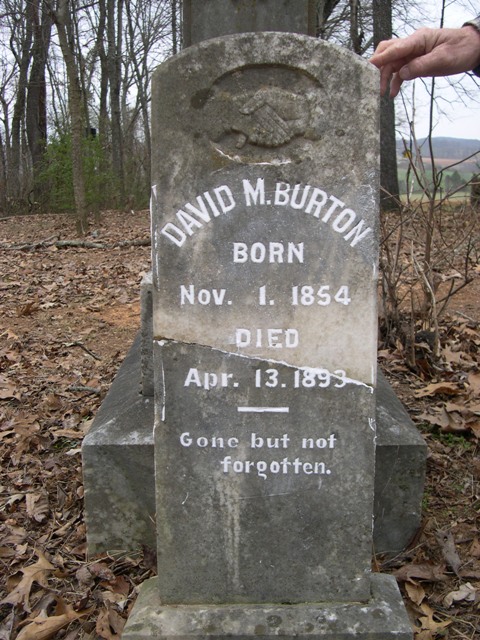 DAVID M. BURTON
BORN
Nov. 1. 1854
DIED
Apr. 13. 1893
Gone but not
forgotten.